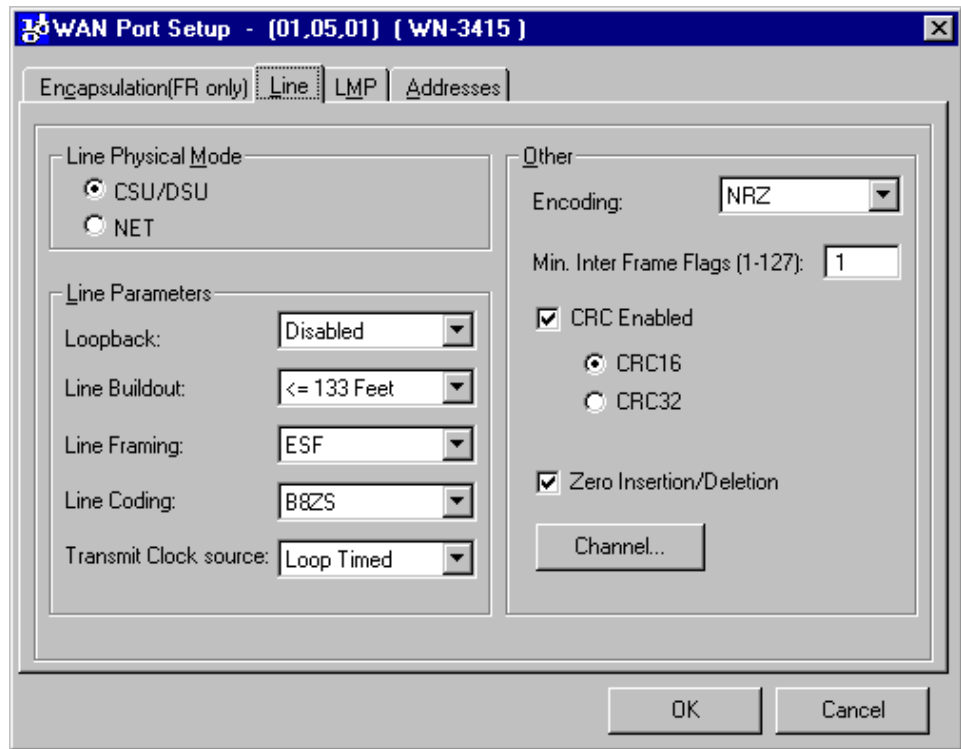 WAN Port Setup - (01,05,01) ( WN-3415 )
Encapsulation(FR only) Line LMP Addresses
Line Physical Mode
CSU/DSU
NET
Line Parameters
Loopback: Disabled
Line Buildout: <= 133 Feet
Line Framing: ESF
Line Coding: B8ZS
Transmit Clock source: Loop Timed
Other
Encoding: NRZ
Min. Inter Frame Flags (1-127): 1
CRC Enabled
CRC16
CRC32
Zero Insertion/Deletion
Channel...
OK Cancel